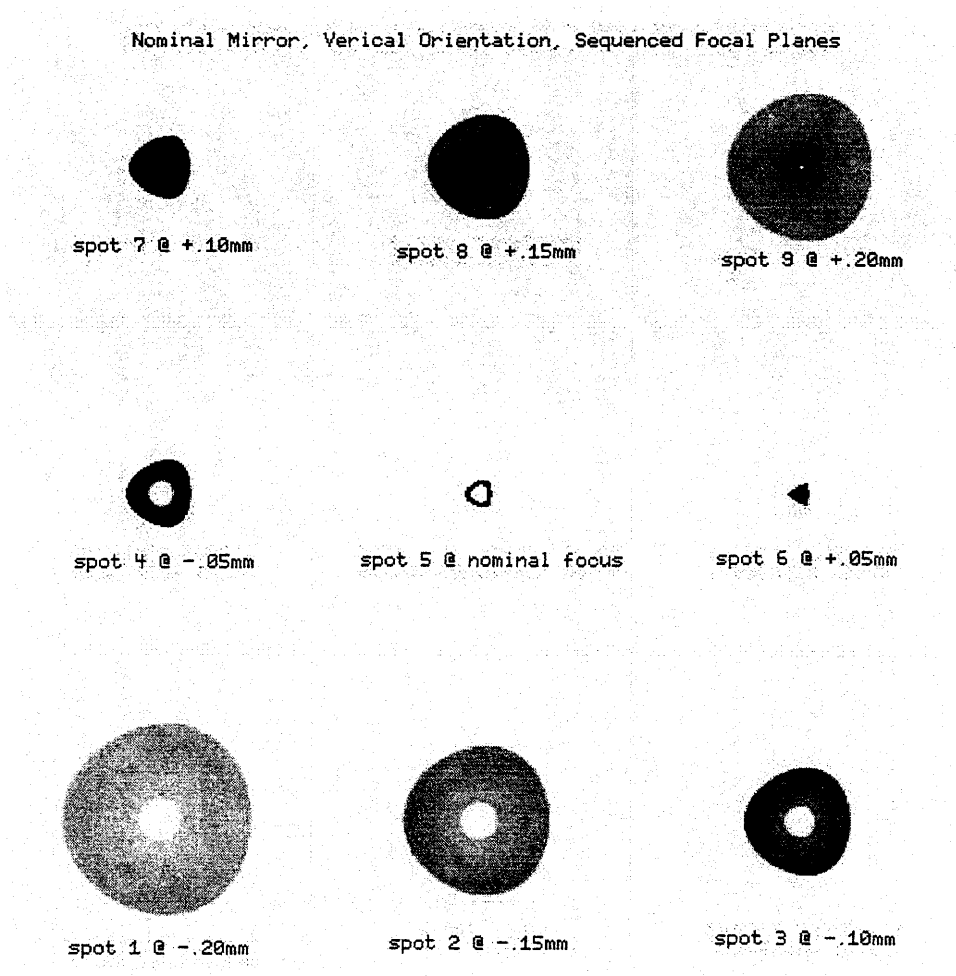 Nominal Mirror, Verical Orientation, Sequenced Focal Planes
spot 7 @ +.10mm
spot 8 @ +.15mm
spot 9 @ +.20mm
spot 4 @ -.05mm
spot 5 @ nominal focus
spot 6 @ +.05mm
spot 1 @ -.20mm
spot 2 @ -.15mm
spot 3 @ -.10mm